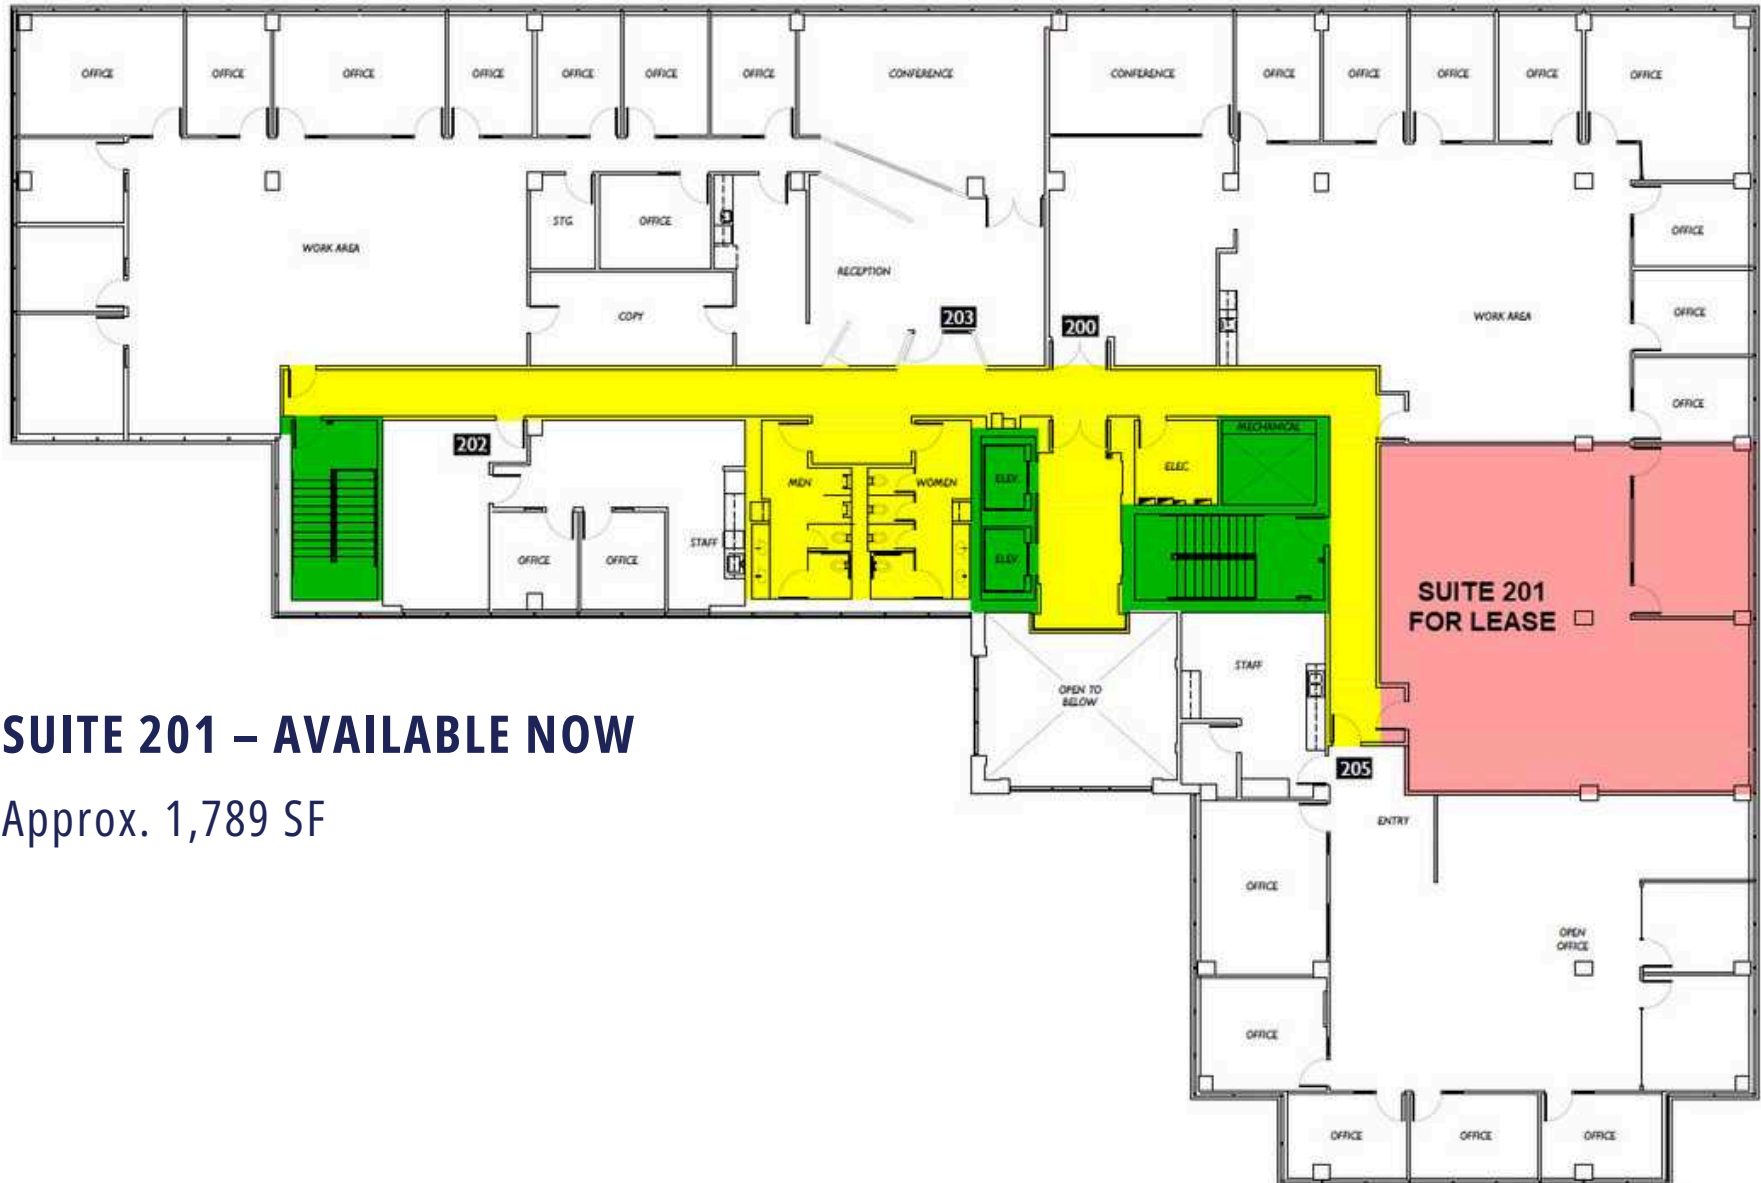 OFFICE
OFFICE
OFFICE
OFFICE
OFFICE
OFFICE
OFFICE
CONFERENCE
CONFERENCE
OFFICE
OFFICE
OFFICE
OFFICE
OFFICE
STG.
OFFICE
OFFICE
WORK AREA
RECEPTION
OFFICE
COPY
203
200
WORK AREA
OFFICE
202
MECHANICAL
MEN
WOMEN
ELEV.
ELEC.
STAFF
OFFICE
OFFICE
ELEV.
SUITE 201
FOR LEASE
STAFF
OPEN TO
BELOW
SUITE 201 – AVAILABLE NOW
205
Approx. 1,789 SF
ENTRY
OFFICE
OPEN
OFFICE
OFFICE
OFFICE
OFFICE
OFFICE